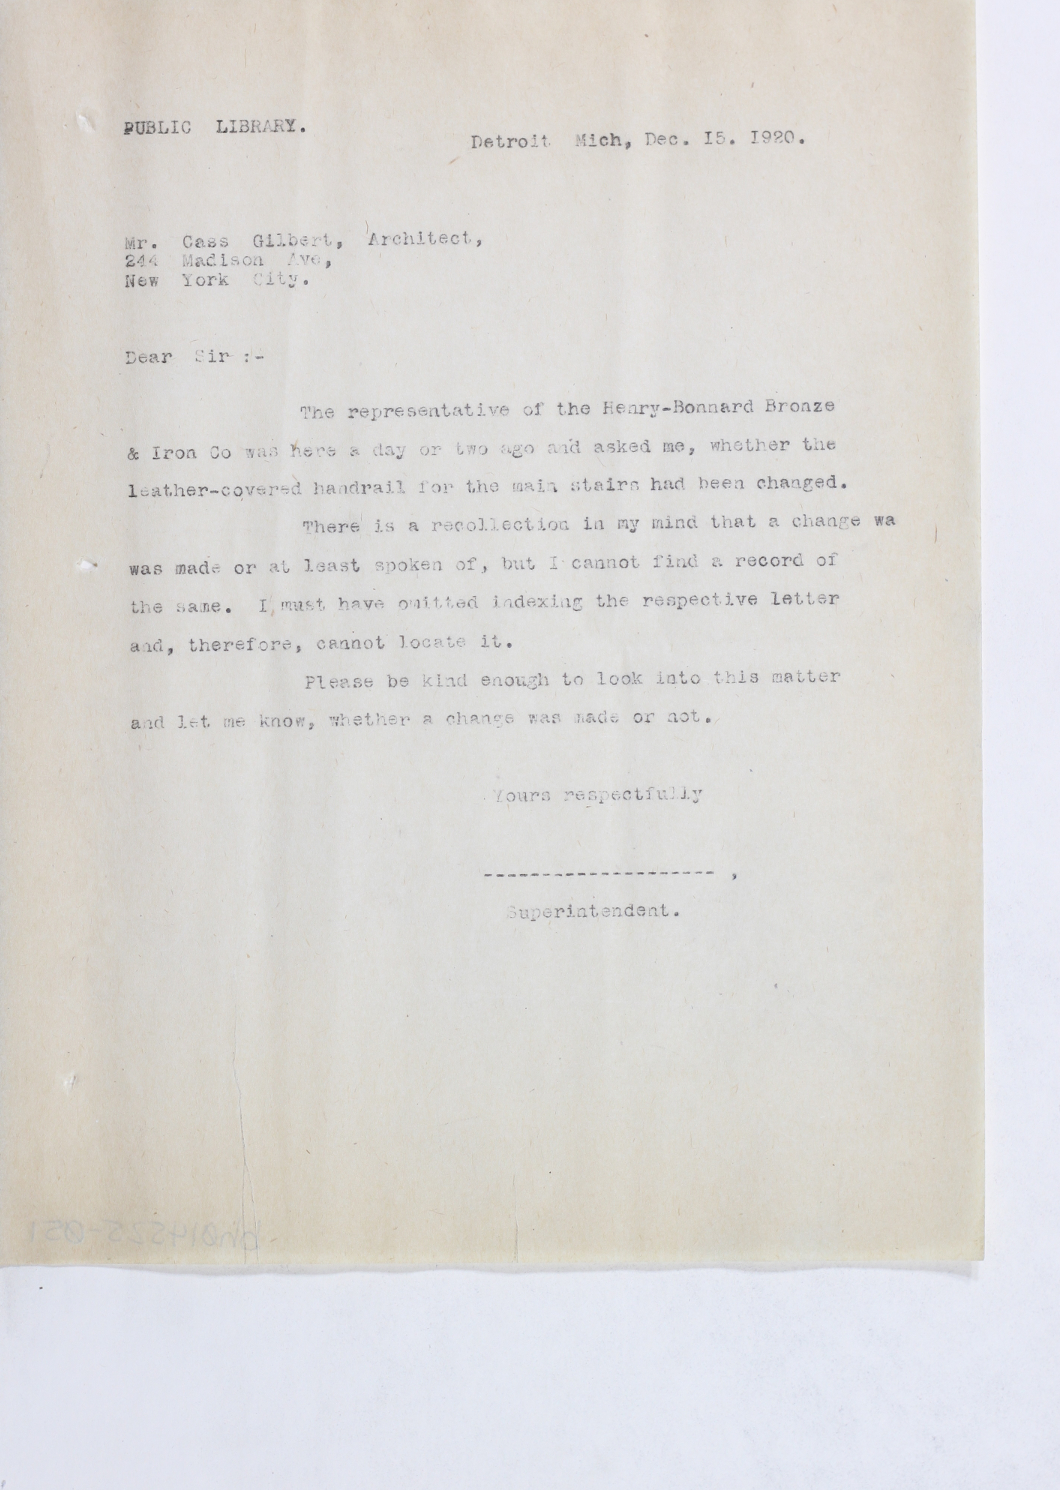 PUBLIC LIBRARY.
Detroit Mich, Dec. I5. I920.
Mr. Cass Gilbert, Architect,
244 Madison Ave,
New York City.
Dear Sir :-
The representative of the Henry-Bonnard Bronze
& Iron Co was here a day or two ago and asked me, whether the
leather-covered handrail for the main stairs had been changed.
There is a recollection in my mind that a change wa
was made or at least spoken of, but I cannot find a record of
the same. I must have omitted indexing the respective letter
and, therefore, cannot locate it.
Please be kind enough to look into this matter
and let me know, whether a change was made or not.
Yours respectfully
-------------------- ,
Superintendent.